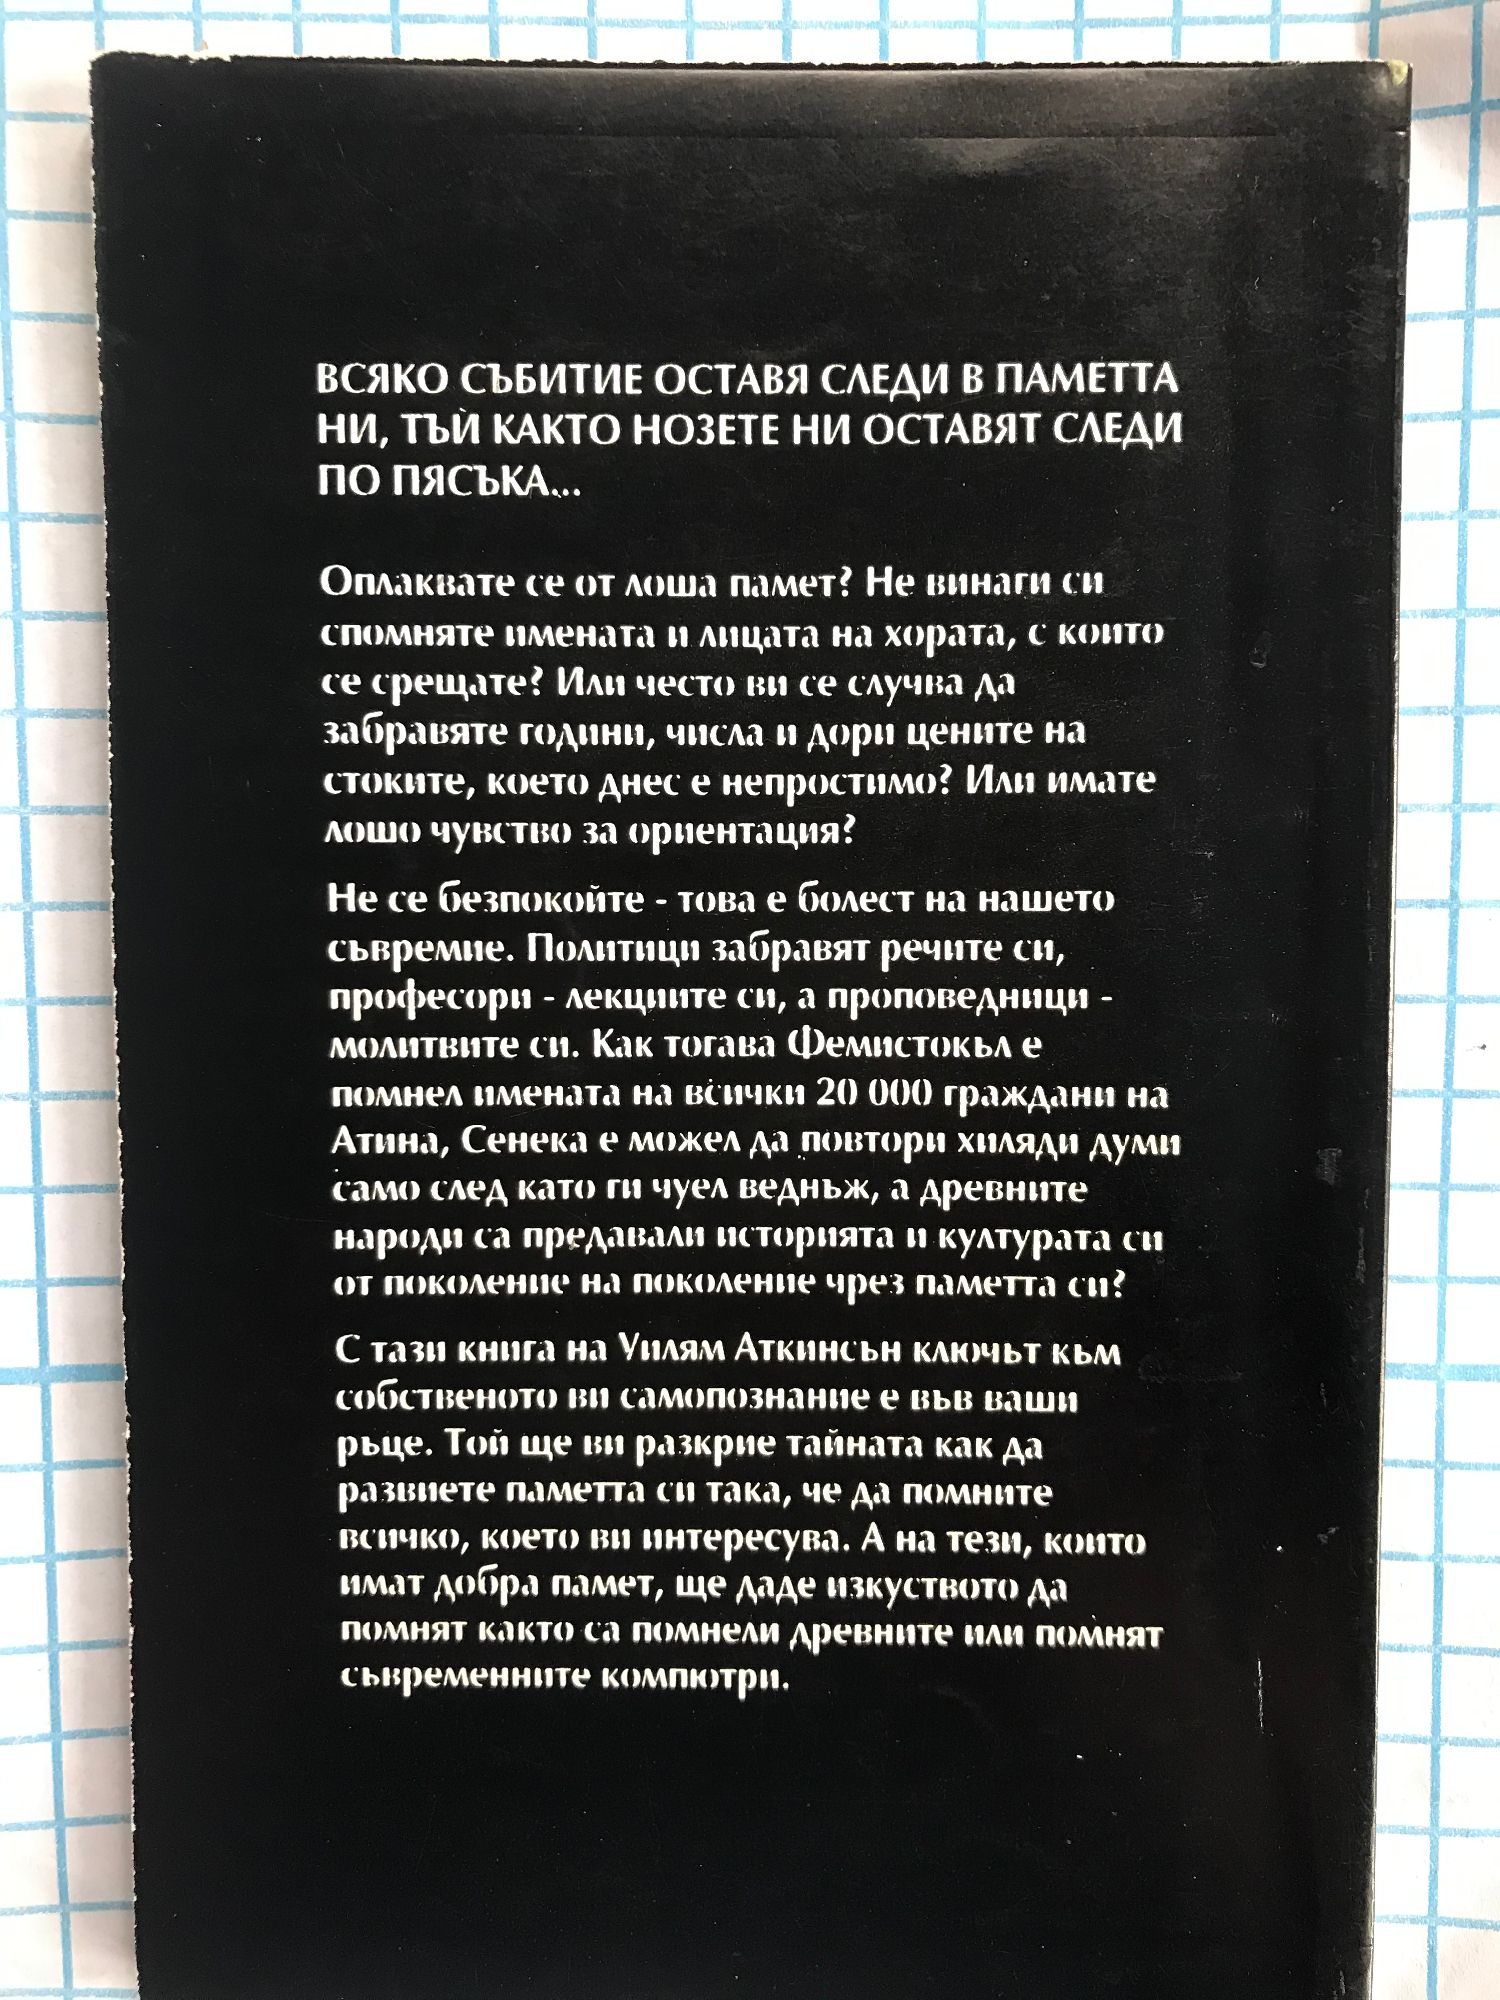 ВСЯКО СЪБИТИЕ ОСТАВЯ СЛЕДИ В ПАМЕТТА
НИ, ТЪЙ КАКТО НОЗЕТЕ НИ ОСТАВЯТ СЛЕДИ
ПО ПЯСЪКА...
Оплаквате се от лоша памет? Не винаги си
спомняте имената и лицата на хората, с които
се срещате? Или често ви се случва да
забравяте години, числа и дори цените на
стоките, което днес е непростимо? Или имате
лошо чувство за ориентация?
Не се безпокойте - това е болест на нашето
съвремие. Политици забравят речите си,
професори - лекциите си, а проповедници -
молитвите си. Как тогава Фемистокъл е
помнел имената на всички 20 000 граждани на
Атина, Сенека е можел да повтори хиляди думи
само след като ги чуел веднъж, а древните
народи са предавали историята и културата си
от поколение на поколение чрез паметта си?
С тази книга на Уилям Аткинсън ключът към
собственото ви самопознание е във ваши
ръце. Той ще ви разкрие тайната как да
развиете паметта си така, че да помните
всичко, което ви интересува. А на тези, които
имат добра памет, ще даде изкуството да
помнят както са помнели древните или помнят
съвременните компютри.